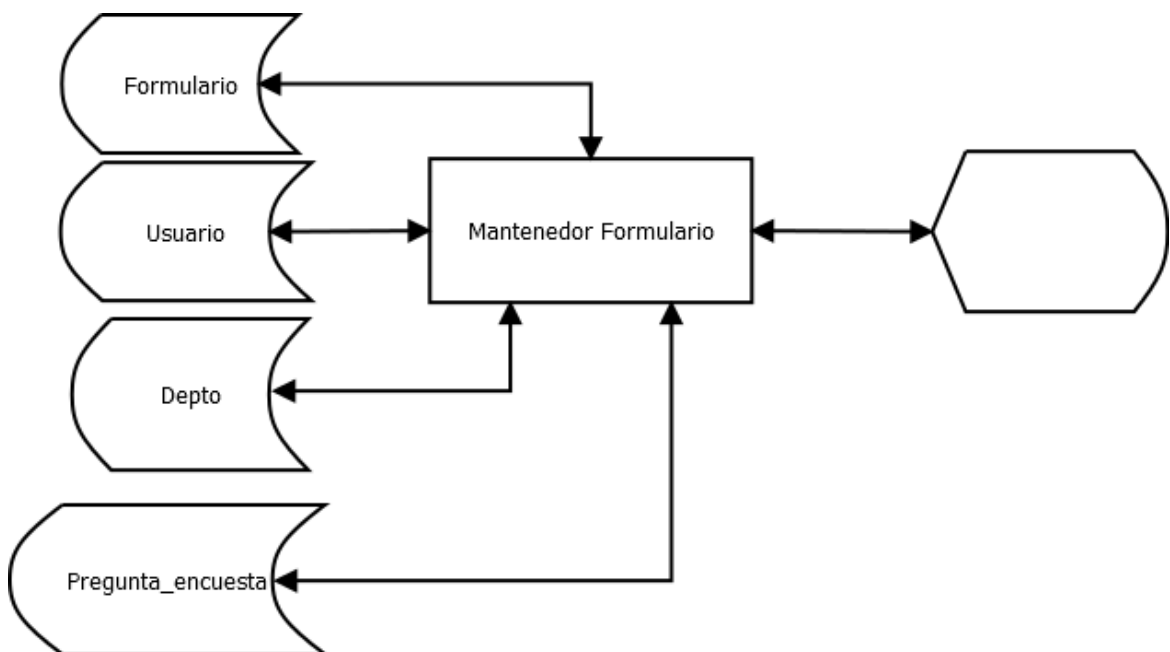 Formulario
Usuario
Mantenedor Formulario
Depto
Pregunta_encuesta